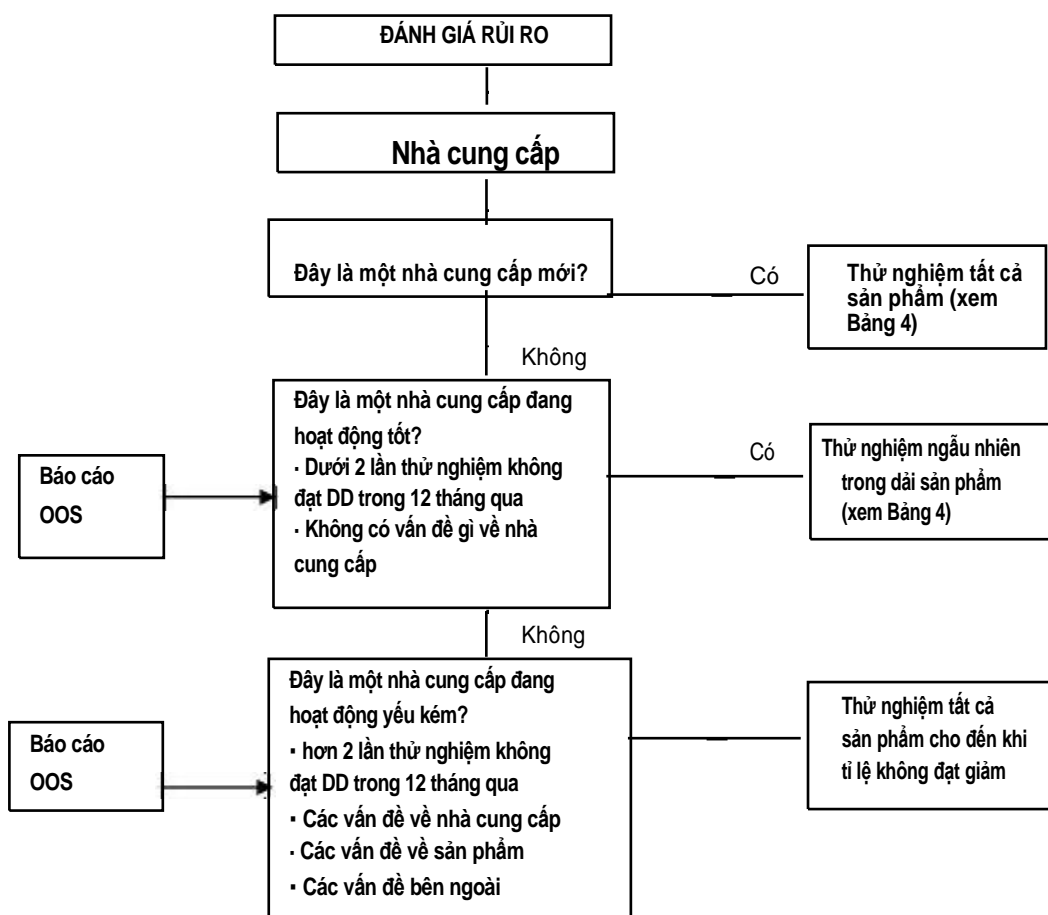 ĐÁNH GIÁ RỦI RO
Nhà cung cấp
Đây là một nhà cung cấp mới?
Có
Thử nghiệm tất cả
sản phẩm (xem
Bảng 4)
Không
Đây là một nhà cung cấp đang
hoạt động tốt?
· Dưới 2 lần thử nghiệm không
đạt DD trong 12 tháng qua
· Không có vấn đề gì về nhà
cung cấp
Báo cáo
OOS
Có
Thử nghiệm ngẫu nhiên
trong dải sản phẩm
(xem Bảng 4)
Không
Đây là một nhà cung cấp đang
hoạt động yếu kém?
· hơn 2 lần thử nghiệm không
đạt DD trong 12 tháng qua
· Các vấn đề về nhà cung cấp
· Các vấn đề về sản phẩm
· Các vấn đề bên ngoài
Báo cáo
OOS
Thử nghiệm tất cả
sản phẩm cho đến khi
tỉ lệ không đạt giảm